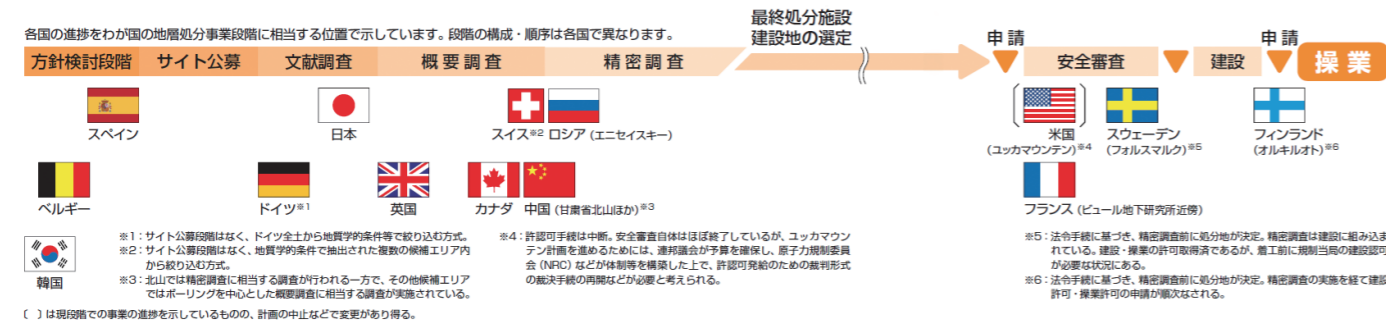 各国の進捗をわが国の地層処分事業段階に相当する位置で示しています。段階の構成・順序は各国で異なります。
最終処分施設
建設地の選定
方針検討段階 サイト公募 文献調査 概要調査 精密調査
申請
安全審査
建設
申請
操業
スペイン
日本
スイス※2
ロシア (エニセイスキー)
米国
(ユッカマウンテン)※4
スウェーデン
(フォルスマルク)※5
フィンランド
(オルキルオト)※6
ベルギー
ドイツ※1
英国
カナダ
中国 (甘粛省北山ほか)※3
フランス (ビュール地下研究所近傍)
韓国
※1：サイト公募段階はなく、ドイツ全土から地質学的条件等で絞り込む方式。
※2：サイト公募段階はなく、地質学的条件で抽出された複数の候補エリア内
から絞り込む方式。
※3：北山では精密調査に相当する調査が行われる一方で、その他候補エリア
ではボーリングを中心とした概要調査に相当する調査が実施されている。
※4：許認可手続は中断。安全審査自体はほぼ終了しているが、ユッカマウン
テン計画を進めるためには、連邦議会が予算を確保し、原子力規制委員
会（NRC）などが体制等を構築した上で、許認可発給のための裁判形式
の裁決手続の再開などが必要と考えられる。
※5：法令手続に基づき、精密調査前に処分地が決定。精密調査は建設に組み込ま
れている。建設・操業の許可取得済であるが、着工前に規制当局の建設認可
が必要な状況にある。
※6：法令手続に基づき、精密調査前に処分地が決定。精密調査の実施を経て建設
許可・操業許可の申請が順次なされる。
〔 〕は現段階での事業の進捗を示しているものの、計画の中止などで変更があり得る。